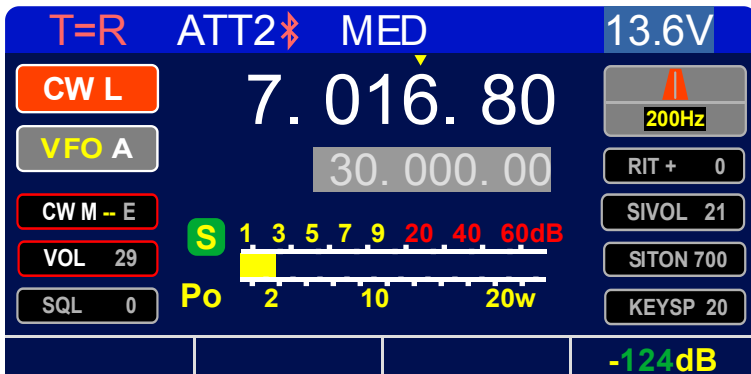 T=R ATT2 MED 13.6V
CW L 7. 016. 80 200Hz
VFO A 30. 000. 00 RIT + 0
CW M -- E S 1 3 5 7 9 20 40 60dB SIVOL 21
VOL 29 SITON 700
SQL 0 Po 2 10 20w KEYSP 20
-124dB